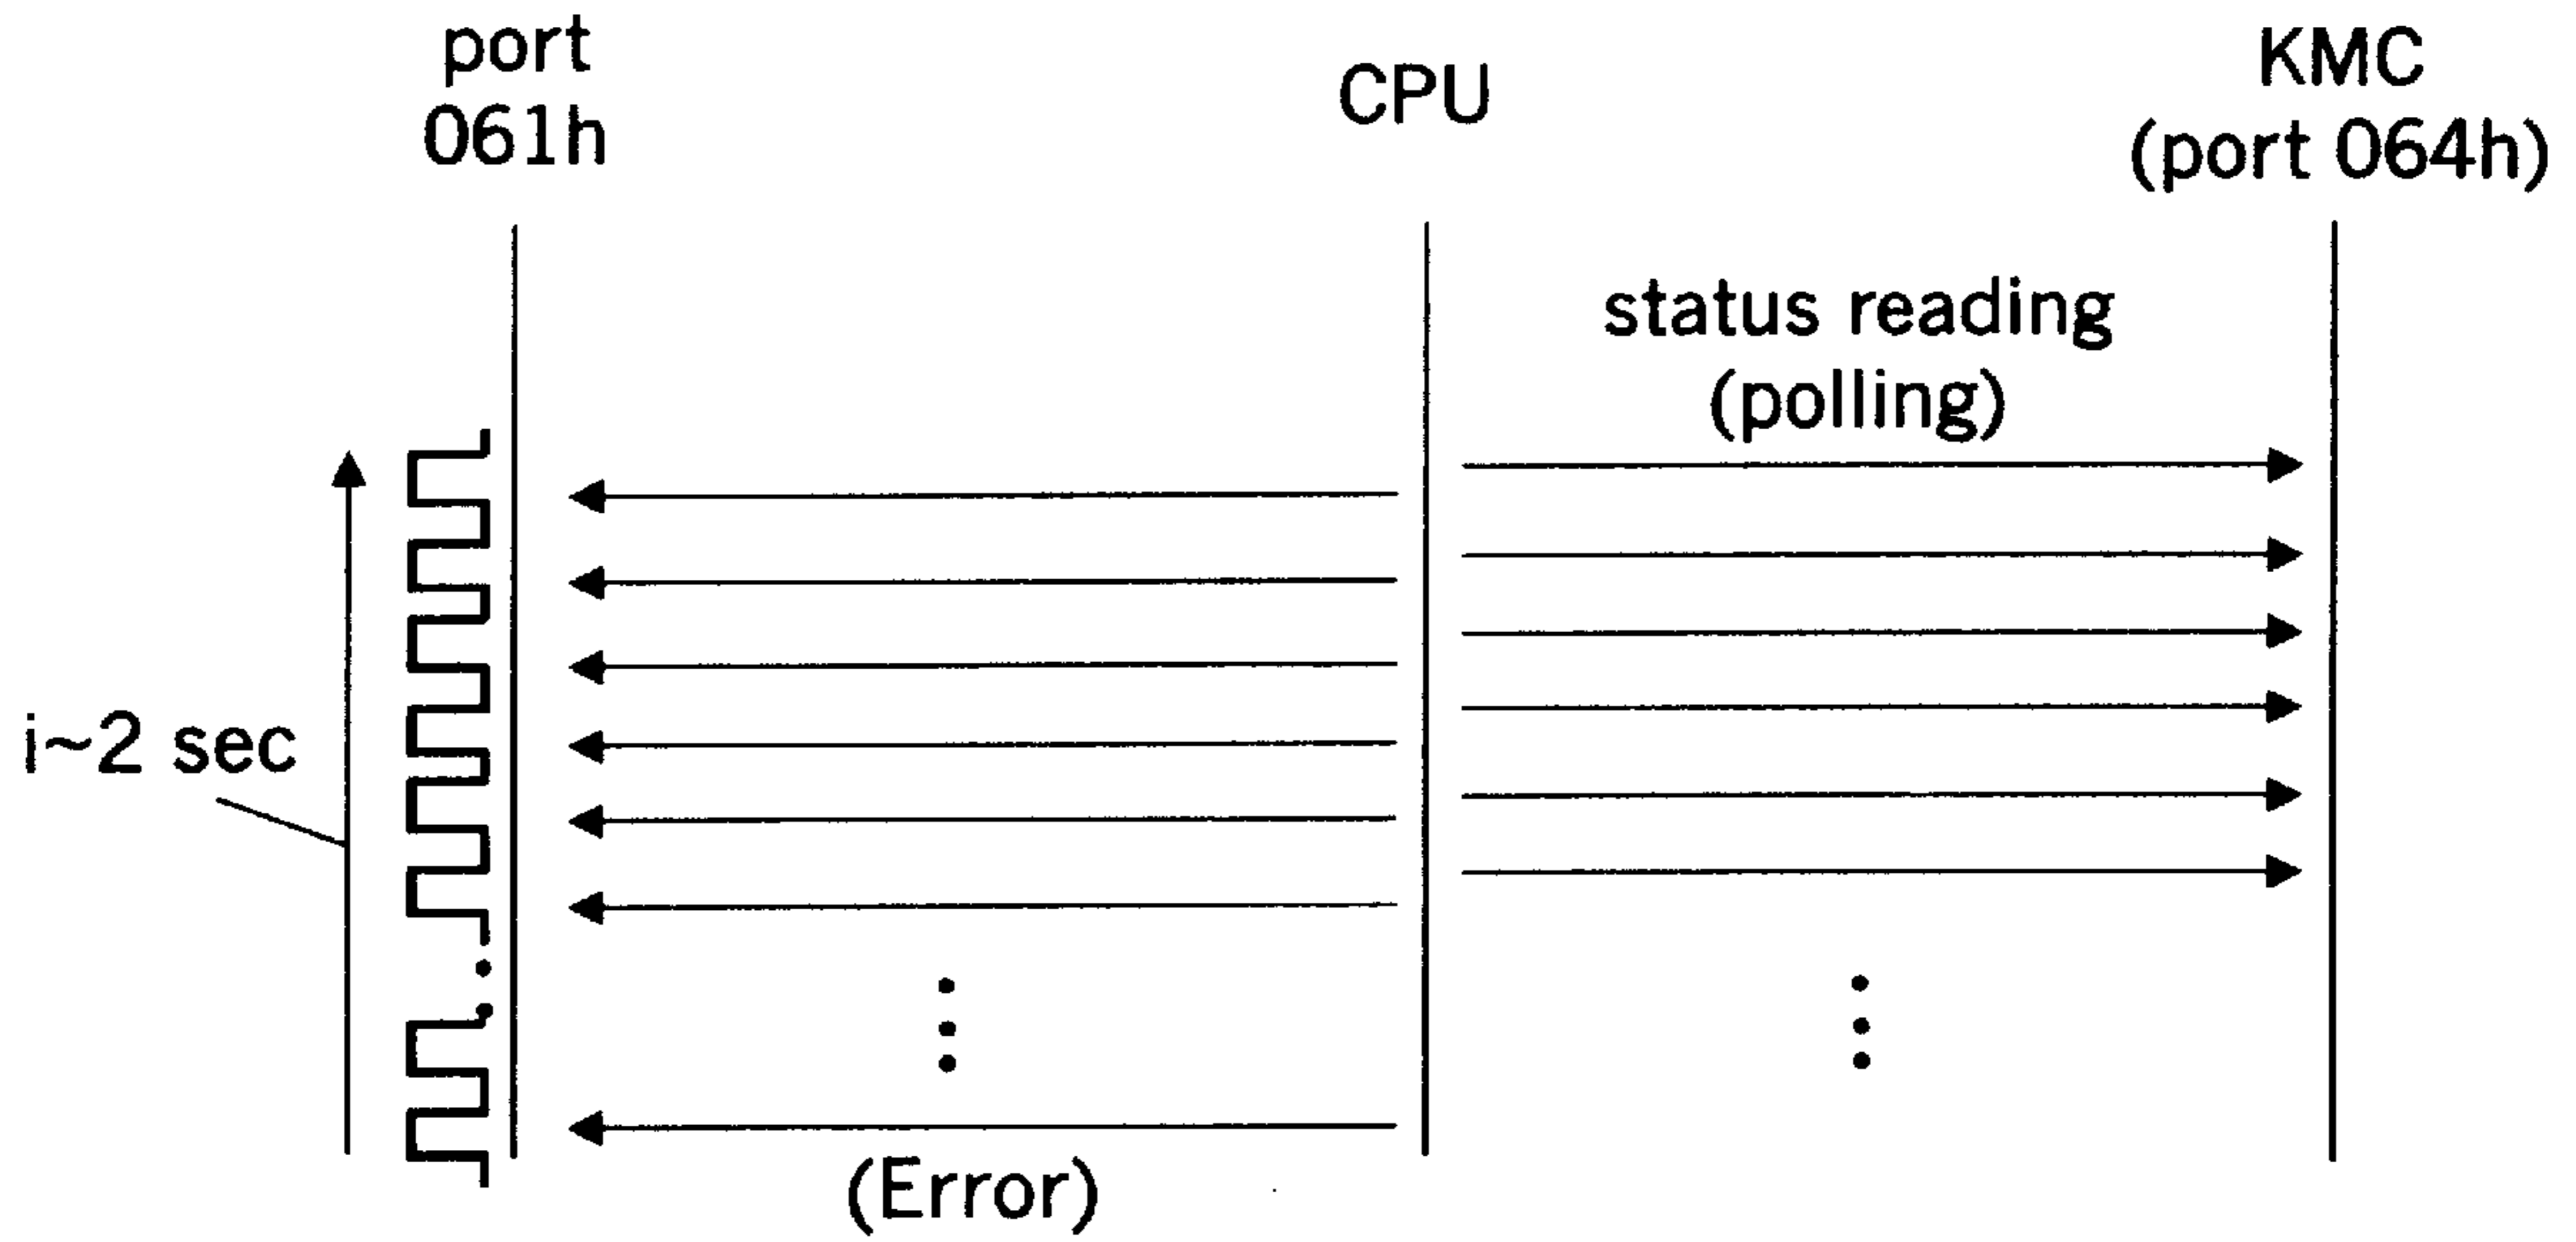 port
061h
CPU
KMC
(port 064h)
status reading
(polling)
i~2 sec
(Error)